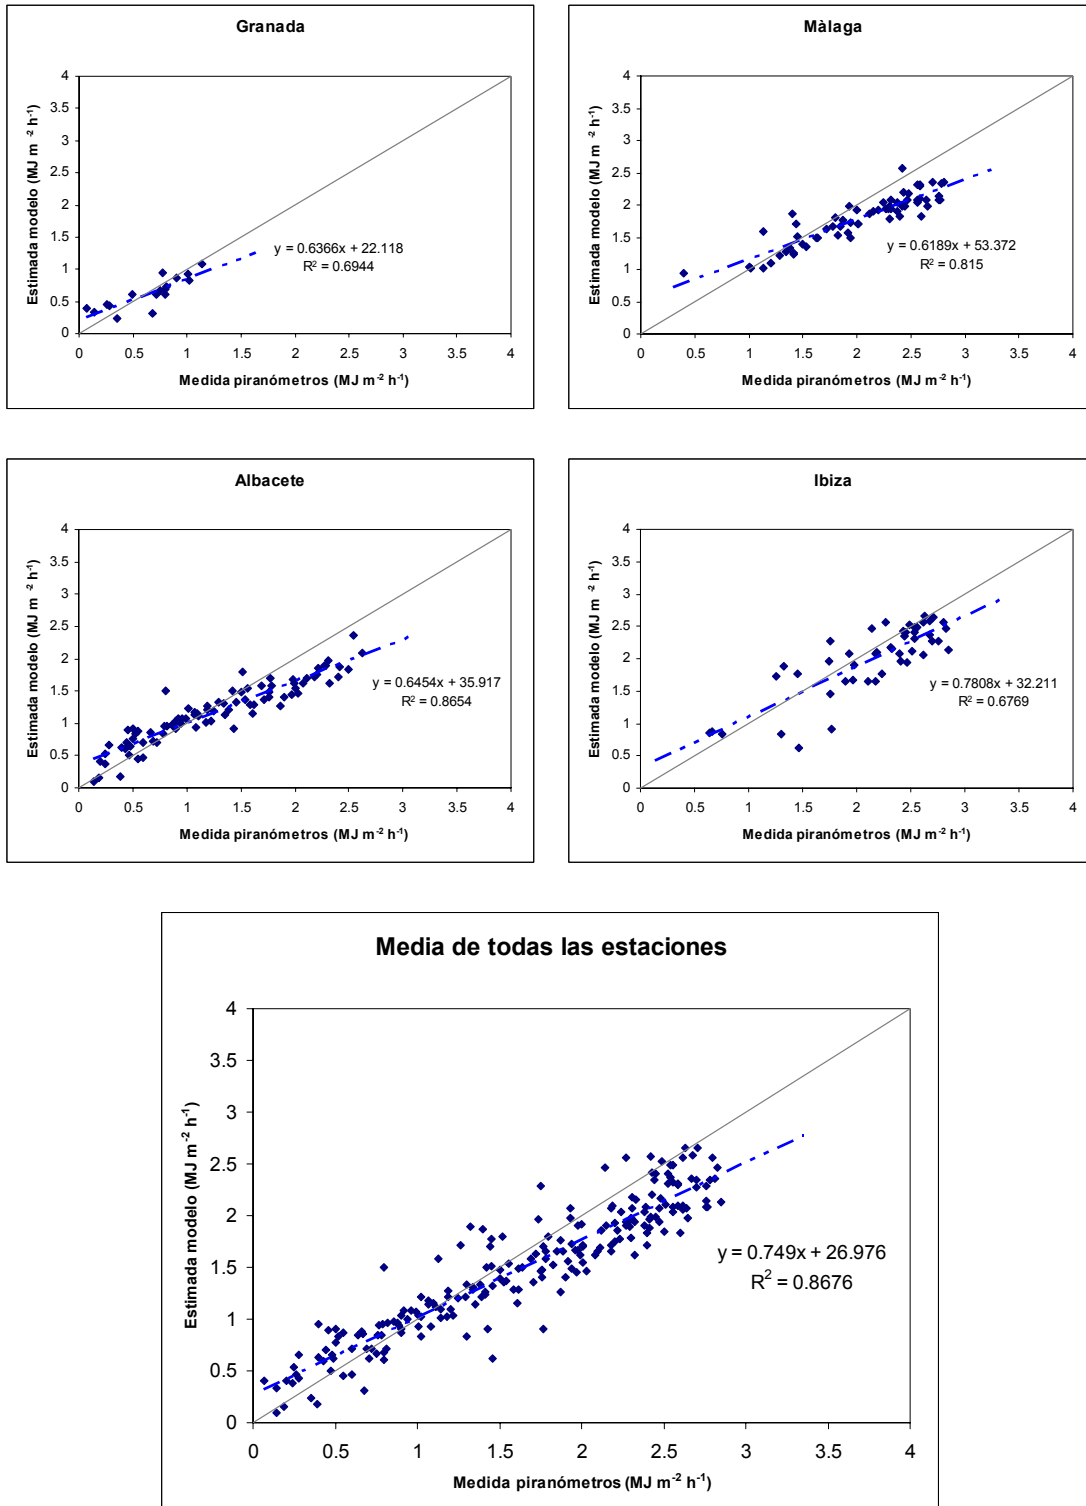 Granada
Estimada modelo (MJ m⁻² h⁻¹)
4
3.5
3
2.5
2
1.5
1
0.5
0
y = 0.6366x + 22.118
R² = 0.6944
0 0.5 1 1.5 2 2.5 3 3.5 4
Medida piranómetros (MJ m⁻² h⁻¹)
Màlaga
Estimada modelo (MJ m⁻² h⁻¹)
4
3.5
3
2.5
2
1.5
1
0.5
0
y = 0.6189x + 53.372
R² = 0.815
0 0.5 1 1.5 2 2.5 3 3.5 4
Medida piranómetros (MJ m⁻² h⁻¹)
Albacete
Estimada modelo (MJ m⁻² h⁻¹)
4
3.5
3
2.5
2
1.5
1
0.5
0
y = 0.6454x + 35.917
R² = 0.8654
0 0.5 1 1.5 2 2.5 3 3.5 4
Medida piranómetros (MJ m⁻² h⁻¹)
Ibiza
Estimada modelo (MJ m⁻² h⁻¹)
4
3.5
3
2.5
2
1.5
1
0.5
0
y = 0.7808x + 32.211
R² = 0.6769
0 0.5 1 1.5 2 2.5 3 3.5 4
Medida piranómetros (MJ m⁻² h⁻¹)
Media de todas las estaciones
Estimada modelo (MJ m⁻² h⁻¹)
4
3.5
3
2.5
2
1.5
1
0.5
0
y = 0.749x + 26.976
R² = 0.8676
0 0.5 1 1.5 2 2.5 3 3.5 4
Medida piranómetros (MJ m⁻² h⁻¹)